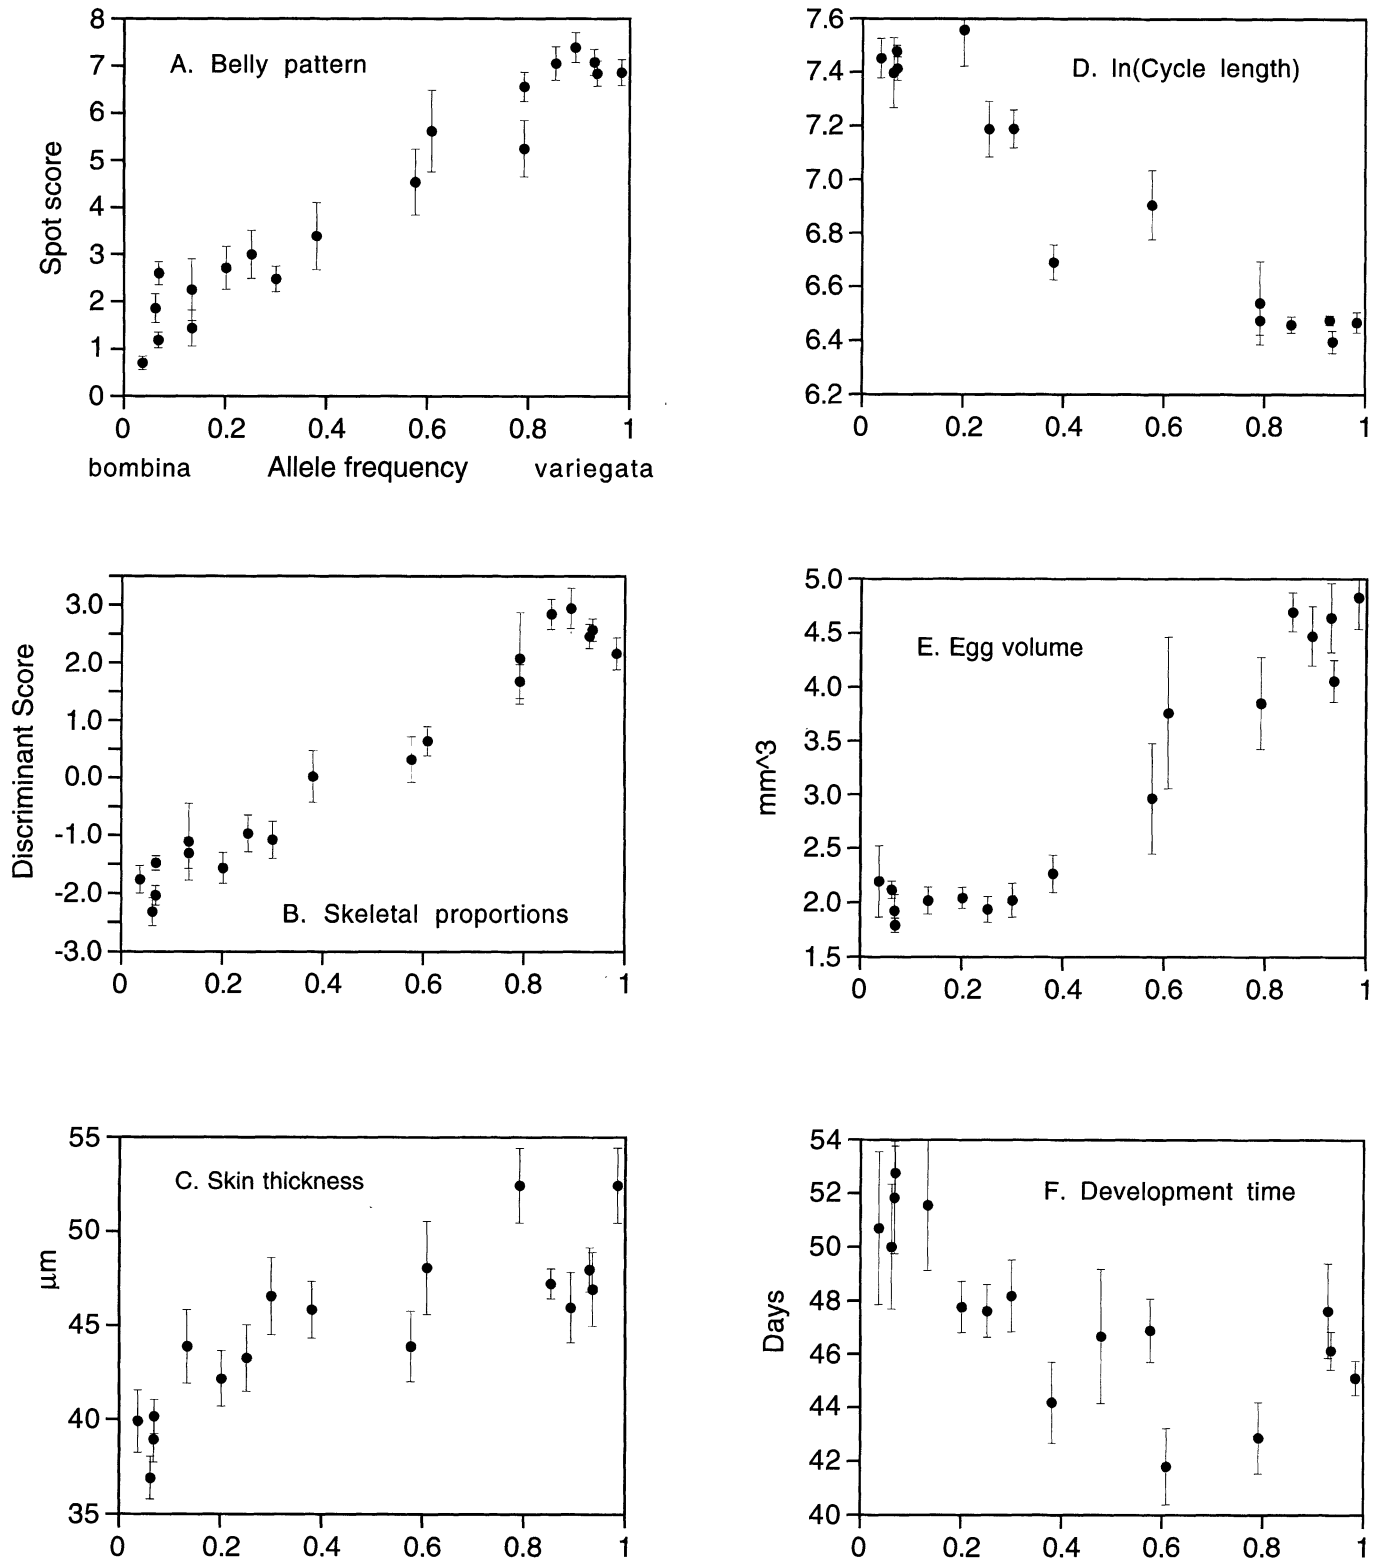 A. Belly pattern
Spot score
8
7
6
5
4
3
2
1
0
0 0.2 0.4 0.6 0.8 1
bombina Allele frequency variegata
D. ln(Cycle length)
7.6
7.4
7.2
7.0
6.8
6.6
6.4
6.2
0 0.2 0.4 0.6 0.8 1
B. Skeletal proportions
Discriminant Score
3.0
2.0
1.0
0.0
-1.0
-2.0
-3.0
0 0.2 0.4 0.6 0.8 1
E. Egg volume
mm^3
5.0
4.5
4.0
3.5
3.0
2.5
2.0
1.5
0 0.2 0.4 0.6 0.8 1
C. Skin thickness
µm
55
50
45
40
35
0 0.2 0.4 0.6 0.8 1
F. Development time
Days
54
52
50
48
46
44
42
40
0 0.2 0.4 0.6 0.8 1